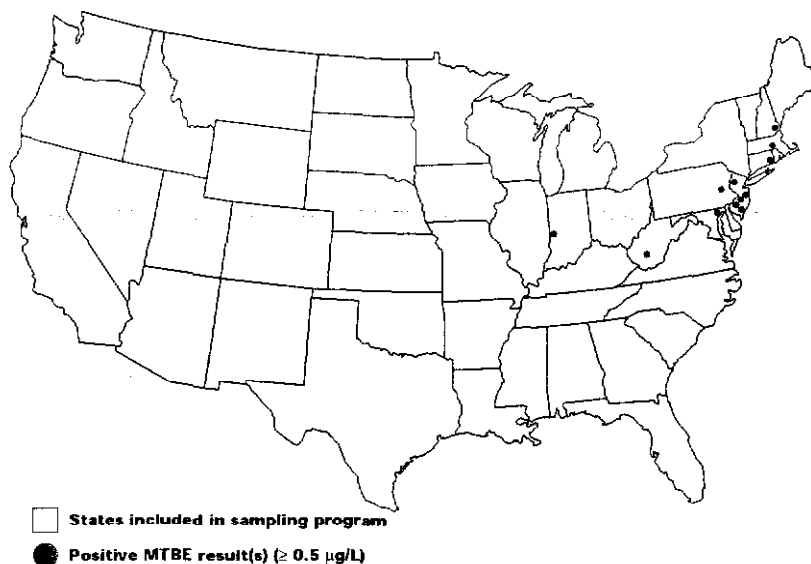 States included in sampling program
Positive MTBE result(s) (≥ 0.5 µg/L)